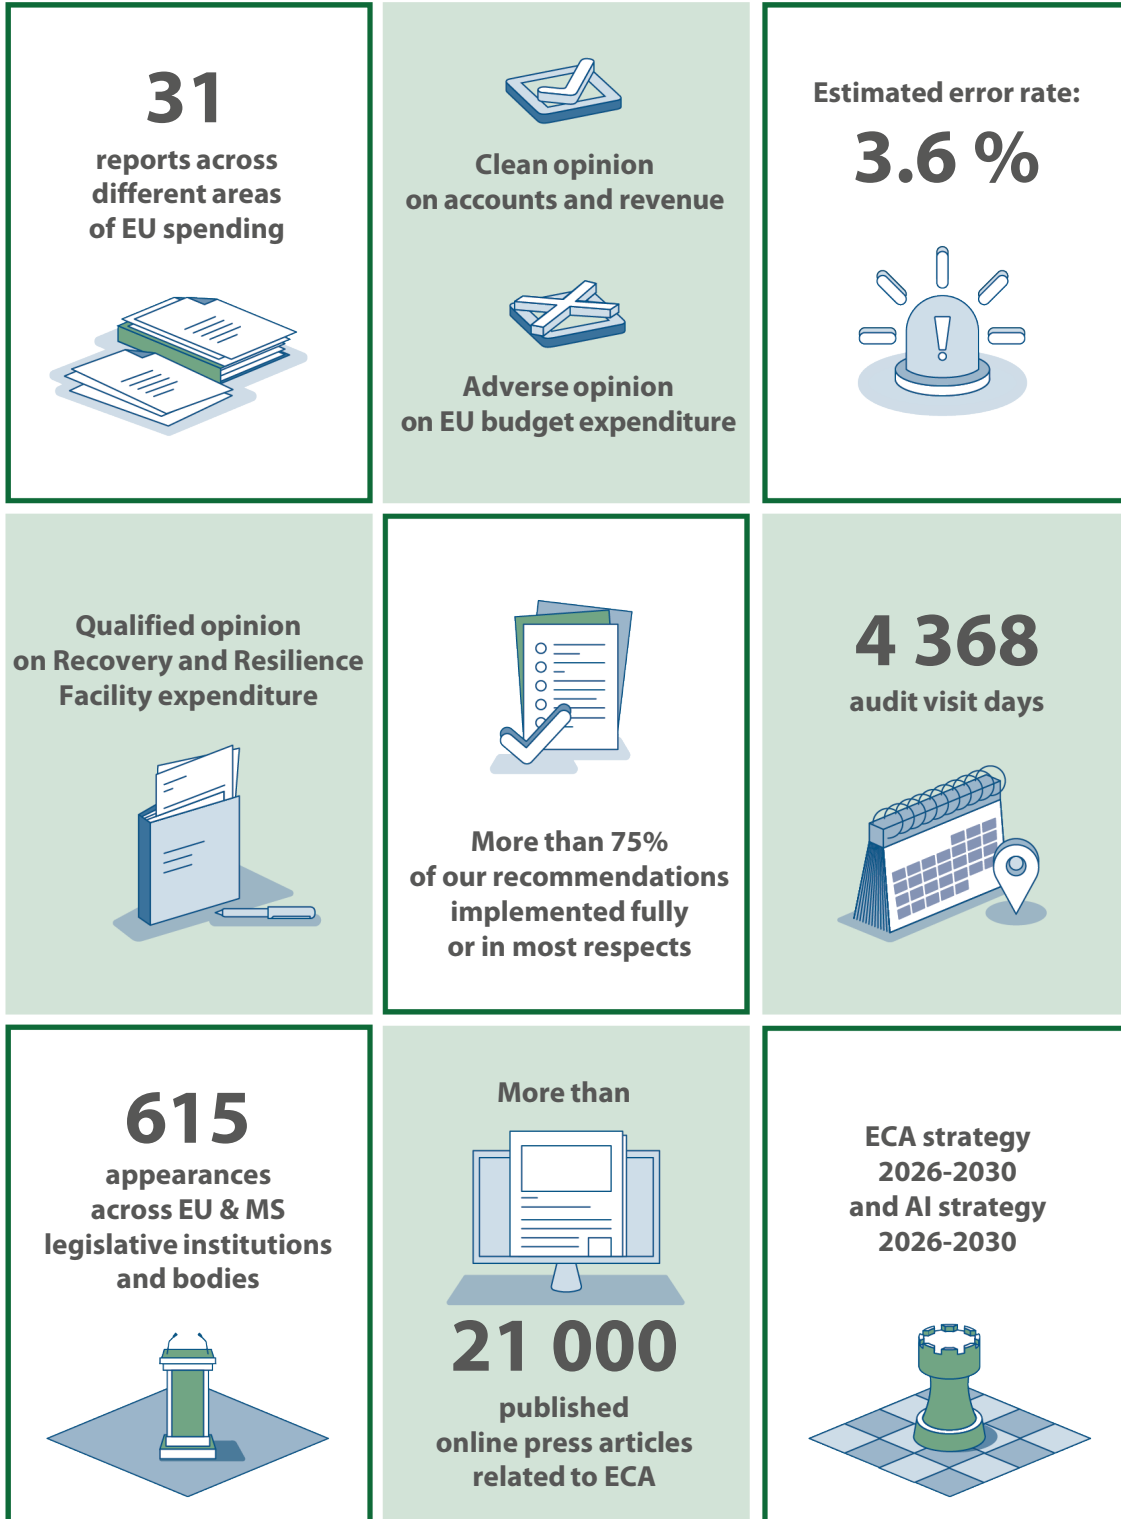 31
reports across
different areas
of EU spending
Clean opinion
on accounts and revenue
Adverse opinion
on EU budget expenditure
Estimated error rate:
3.6 %
Qualified opinion
on Recovery and Resilience
Facility expenditure
More than 75%
of our recommendations
implemented fully
or in most respects
4 368
audit visit days
615
appearances
across EU & MS
legislative institutions
and bodies
More than
21 000
published
online press articles
related to ECA
ECA strategy
2026-2030
and AI strategy
2026-2030